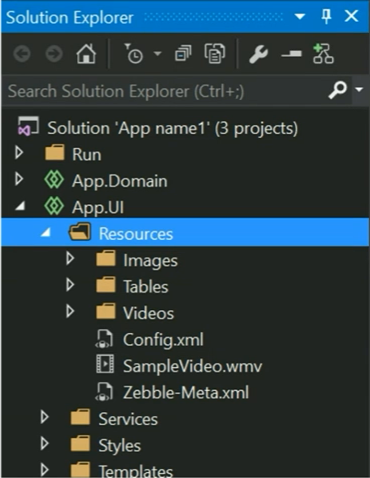 Solution Explorer
Search Solution Explorer (Ctrl+;)
Solution 'App name1' (3 projects)
Run
App.Domain
App.UI
Resources
Images
Tables
Videos
Config.xml
SampleVideo.wmv
Zebble-Meta.xml
Services
Styles
Templates